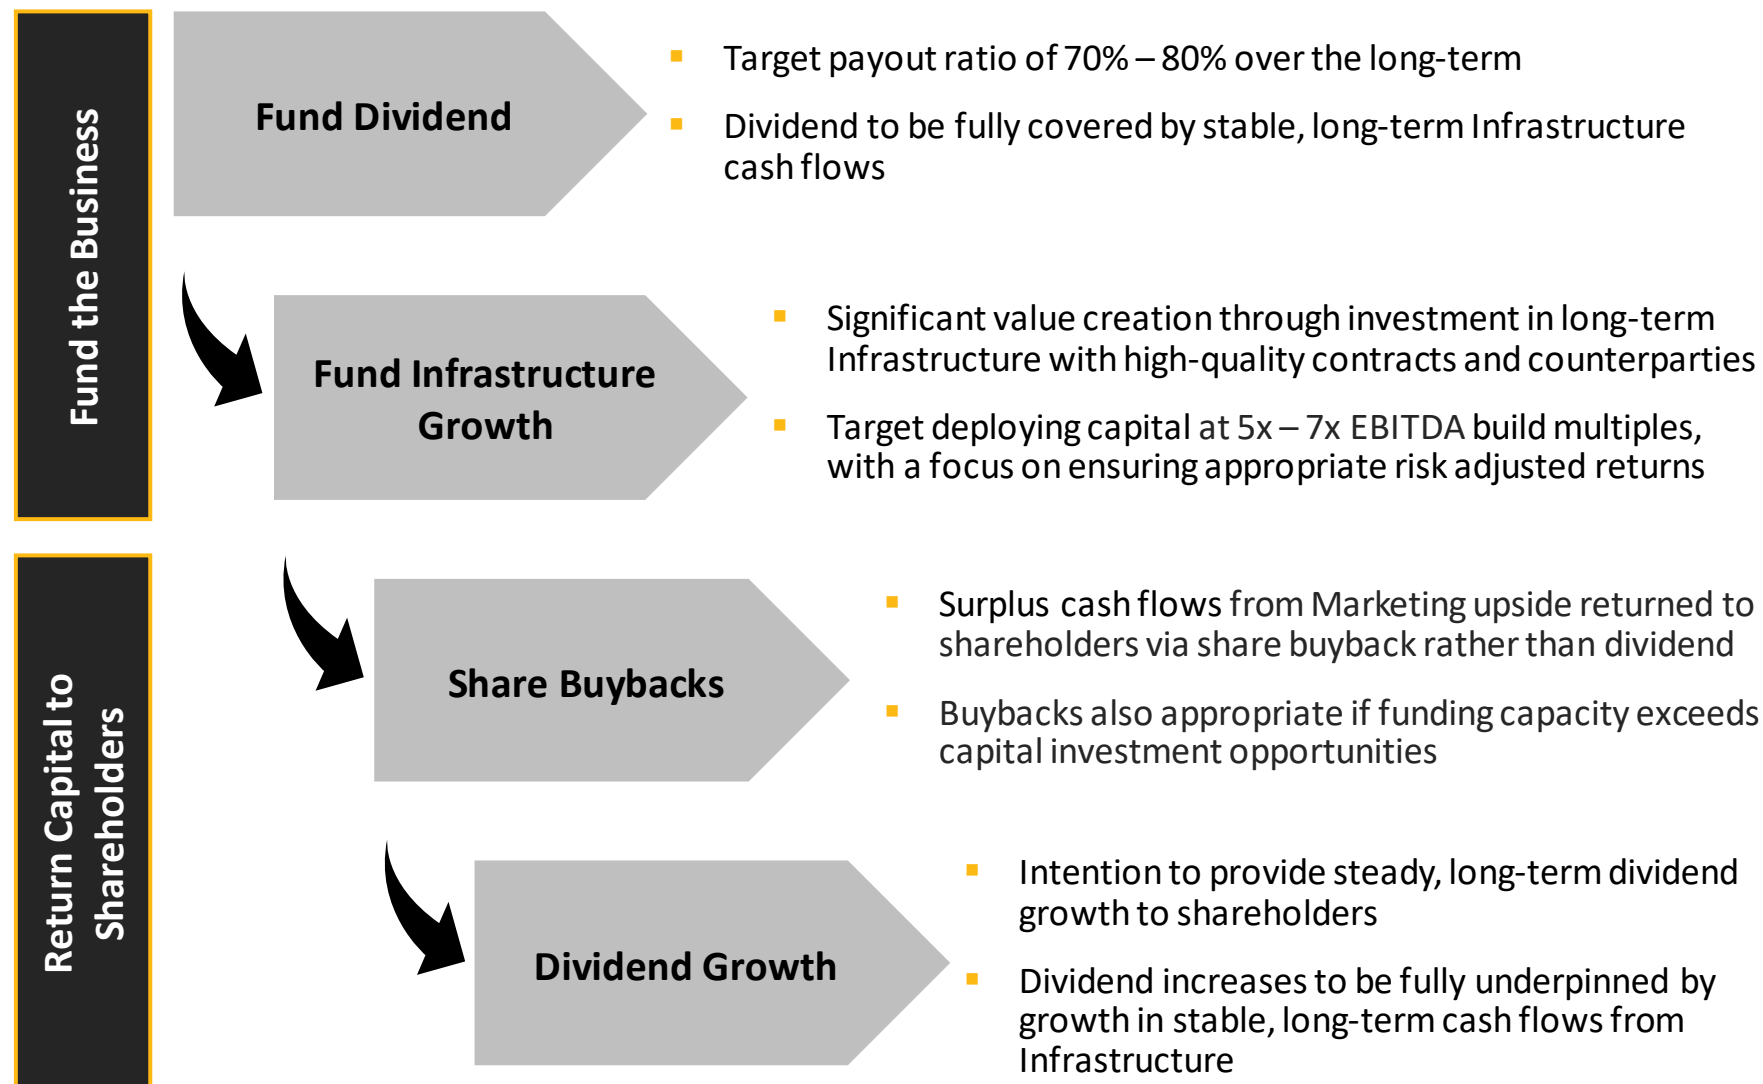 Fund the Business
Fund Dividend
Target payout ratio of 70% – 80% over the long-term
Dividend to be fully covered by stable, long-term Infrastructure
cash flows
Fund Infrastructure
Growth
Significant value creation through investment in long-term
Infrastructure with high-quality contracts and counterparties
Target deploying capital at 5x – 7x EBITDA build multiples,
with a focus on ensuring appropriate risk adjusted returns
Return Capital to
Shareholders
Share Buybacks
Surplus cash flows from Marketing upside returned to
shareholders via share buyback rather than dividend
Buybacks also appropriate if funding capacity exceeds
capital investment opportunities
Dividend Growth
Intention to provide steady, long-term dividend
growth to shareholders
Dividend increases to be fully underpinned by
growth in stable, long-term cash flows from
Infrastructure